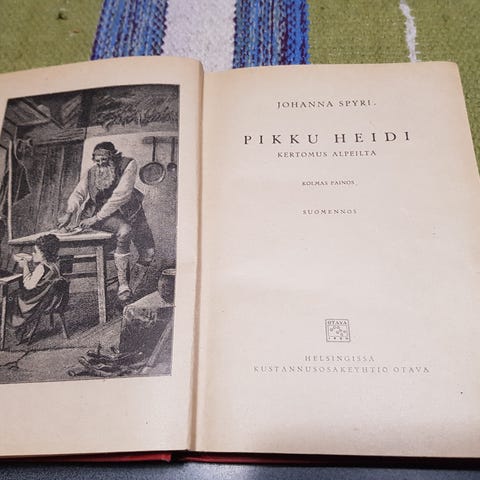 JOHANNA SPYRI.
PIKKU HEIDI
KERTOMUS ALPEILTA
KOLMAS PAINOS
SUOMENNOS
OTAVA
HELSINGISSÄ
KUSTANNUSOSAKEYHTIÖ OTAVA